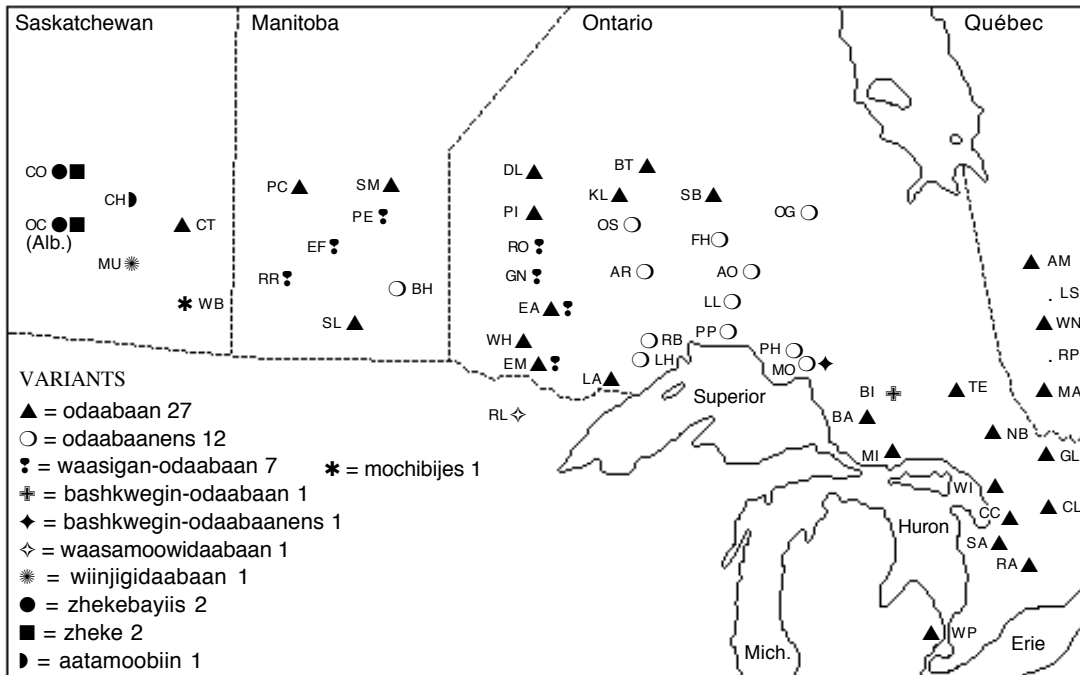 Saskatchewan Manitoba Ontario Québec
CO
CH
OC
(Alb.)
CT
MU
WB
PC
SM
PE
EF
RR
BH
SL
DL
BT
KL
SB
PI
OS
OG
RO
FH
GN
AR
AO
EA
LL
WH
RB
PP
EM
LH
PH
MO
LA
RL
BI
TE
BA
MI
NB
WI
CC
SA
RA
WP
AM
LS
WN
RP
MA
GL
CL
Superior
Huron
Mich.
Erie
VARIANTS
▲ = odaabaan 27
❍ = odaabaanens 12
❢ = waasigan-odaabaan 7
✱ = mochibijes 1
✙ = bashkwegin-odaabaan 1
✦ = bashkwegin-odaabaanens 1
✧ = waasamoowidaabaan 1
✺ = wiinjigidaabaan 1
● = zhekebayiis 2
■ = zheke 2
◗ = aatamoobiin 1